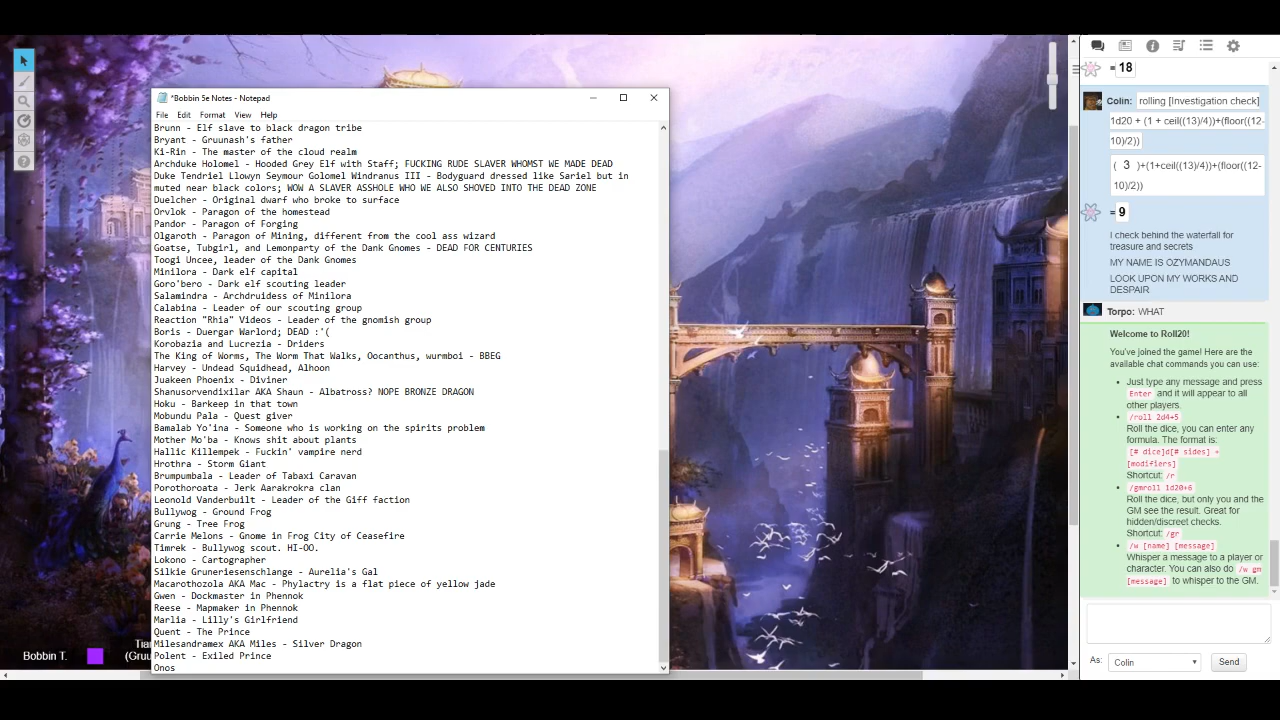 *Bobbin 5e Notes - Notepad
File Edit Format View Help
Brunn - Elf slave to black dragon tribe
Bryant - Gruunash's father
Ki-Rin - The master of the cloud realm
Archduke Holomel - Hooded Grey Elf with Staff; FUCKING RUDE SLAVER WHOMST WE MADE DEAD
Duke Tendriel Llowyn Seymour Golomel Windranus III - Bodyguard dressed like Sariel but in
muted near black colors; WOW A SLAVER ASSHOLE WHO WE ALSO SHOVED INTO THE DEAD ZONE
Duelcher - Original dwarf who broke to surface
Orvlok - Paragon of the homestead
Pandor - Paragon of Forging
Olgaroth - Paragon of Mining, different from the cool ass wizard
Goatse, Tubgirl, and Lemonparty of the Dank Gnomes - DEAD FOR CENTURIES
Toogi Uncee, leader of the Dank Gnomes
Minilora - Dark elf capital
Goro'bero - Dark elf scouting leader
Salamindra - Archdruidess of Minilora
Calabina - Leader of our scouting group
Reaction "Rhia" Videos - Leader of the gnomish group
Boris - Duergar Warlord; DEAD :'(
Korobazia and Lucrezia - Driders
The King of Worms, The Worm That Walks, Oocanthus, wurmboi - BBEG
Harvey - Undead Squidhead, Alhoon
Juakeen Phoenix - Diviner
Shanusorvendixilar AKA Shaun - Albatross? NOPE BRONZE DRAGON
Hoku - Barkeep in that town
Mobundu Pala - Quest giver
Bamalab Yo'ina - Someone who is working on the spirits problem
Mother Mo'ba - Knows shit about plants
Hallic Killempek - Fuckin' vampire nerd
Hrothra - Storm Giant
Brumpumbala - Leader of Tabaxi Caravan
Porothoroata - Jerk Aarakrokra clan
Leonold Vanderbuilt - Leader of the Giff faction
Bullywog - Ground Frog
Grung - Tree Frog
Carrie Melons - Gnome in Frog City of Ceasefire
Timrek - Bullywog scout. HI-OO.
Lokono - Cartographer
Silkie Gruneriesenschlange - Aurelia's Gal
Macarothozola AKA Mac - Phylactry is a flat piece of yellow jade
Gwen - Dockmaster in Phennok
Reese - Mapmaker in Phennok
Marlia - Lilly's Girlfriend
Quent - The Prince
Milesandramex AKA Miles - Silver Dragon
Polent - Exiled Prince
Onos
Bobbin T.
Tia
(Gruu
= 18
Colin: rolling [Investigation check]
1d20 + (1 + ceil((13)/4))+(floor((12-
10)/2))
( 3 )+(1+ceil((13)/4))+(floor((12-
10)/2))
= 9
I check behind the waterfall for
treasure and secrets
MY NAME IS OZYMANDAUS
LOOK UPON MY WORKS AND
DESPAIR
Torpo: WHAT
Welcome to Roll20!
You've joined the game! Here are the
available chat commands you can use:
Just type any message and press
Enter and it will appear to all
other players.
/roll 2d4+5
Roll the dice, you can enter any
formula. The format is:
[# dice]d[# sides] +
[modifiers]
Shortcut: /r
/gmroll 1d20+6
Roll the dice, but only you and the
GM see the result. Great for
hidden/discreet checks.
Shortcut: /gr
/w [name] [message]
Whisper a message to a player or
character. You can also do /w gm
[message] to whisper to the GM.
As: Colin Send